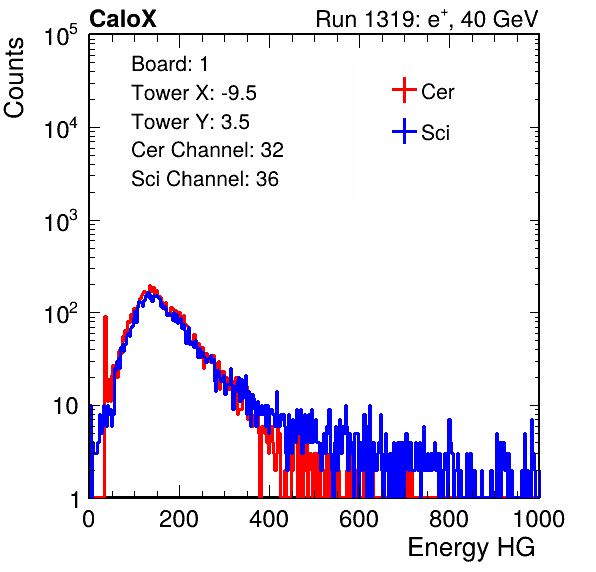 CaloX Run 1319: e⁺, 40 GeV
Counts
10⁵
10⁴
10³
10²
10
1
Board: 1
Tower X: -9.5
Tower Y: 3.5
Cer Channel: 32
Sci Channel: 36
Cer
Sci
0 200 400 600 800 1000
Energy HG